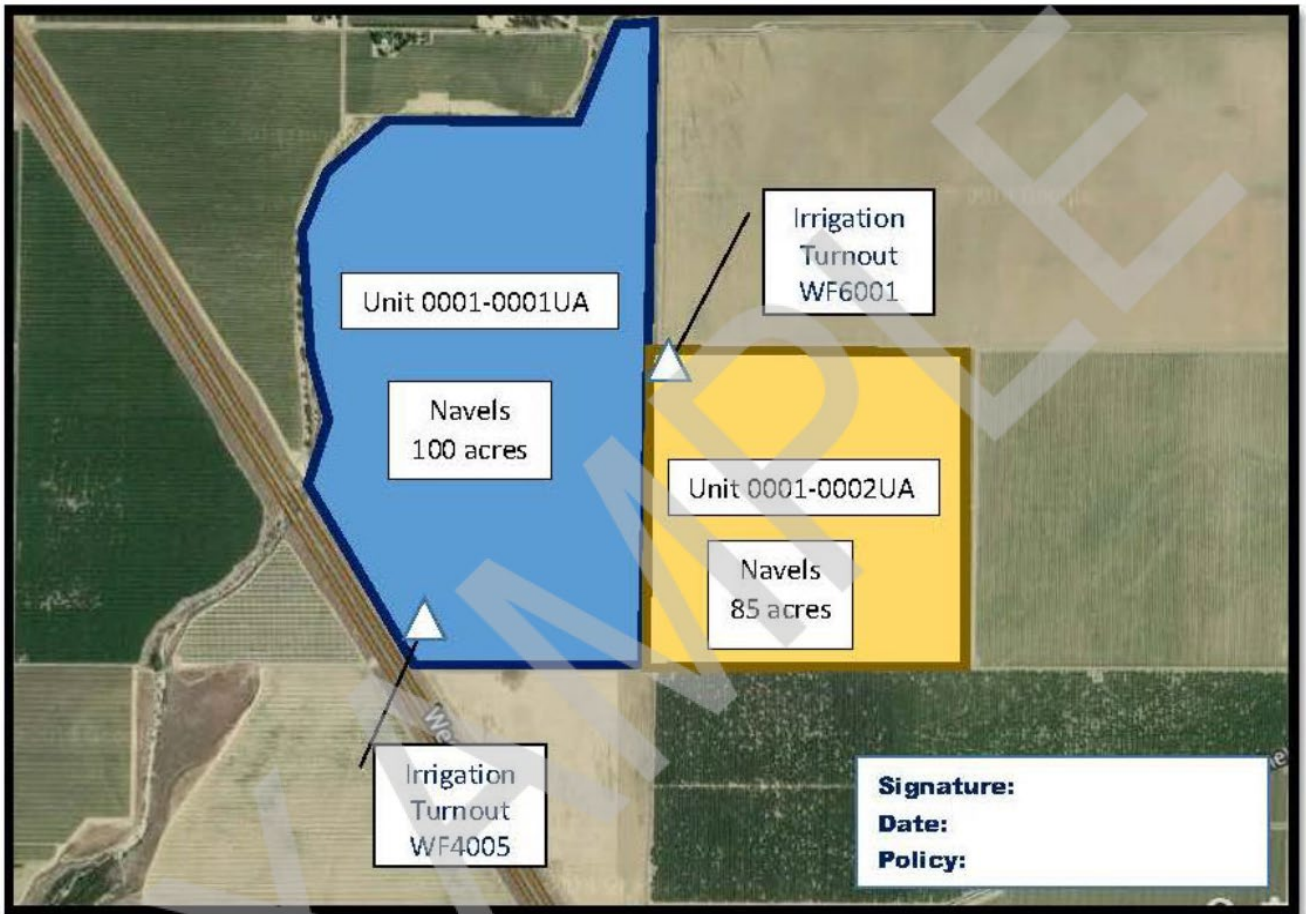 Irrigation
Turnout
WF6001
Unit 0001-0001UA
Navels
100 acres
Unit 0001-0002UA
Navels
85 acres
Irrigation
Turnout
WF4005
Signature:
Date:
Policy: